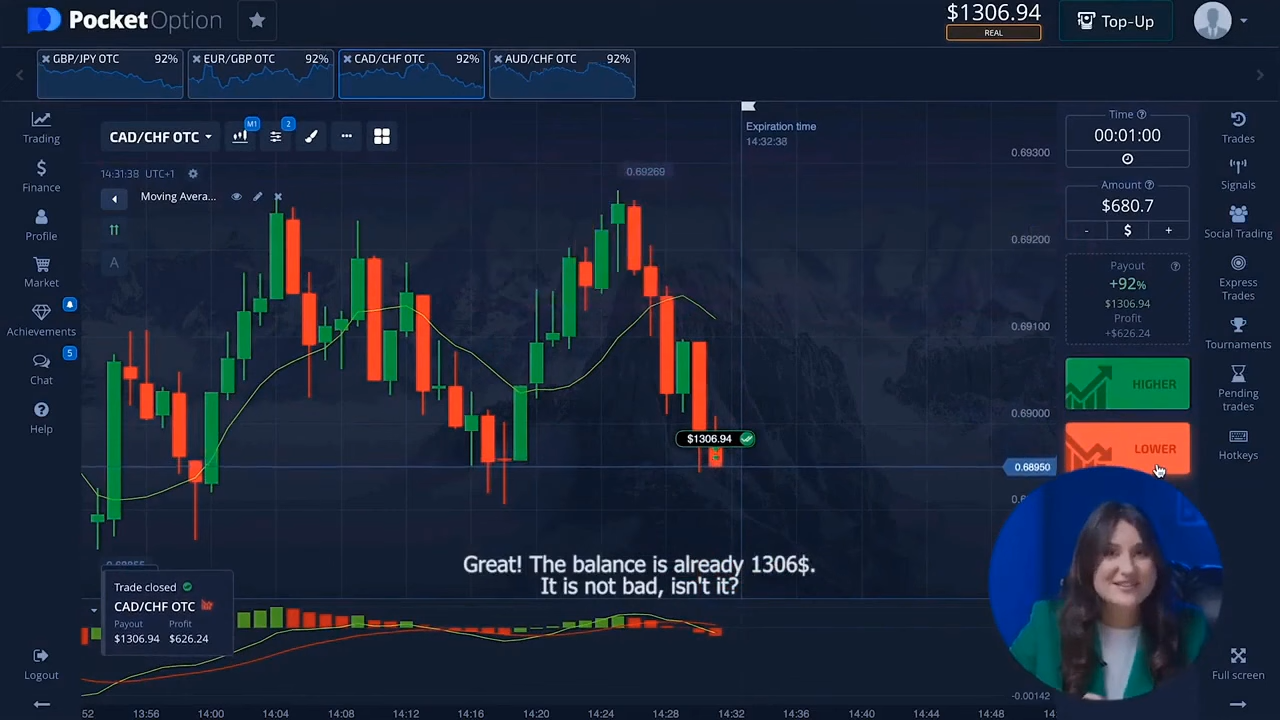 PocketOption
$1306.94
REAL
Top-Up
GBP/JPY OTC 92%
EUR/GBP OTC 92%
CAD/CHF OTC 92%
AUD/CHF OTC 92%
Trading
Finance
Profile
Market
Achievements
5
Chat
Help
Logout
CAD/CHF OTC
M1
2
14:31:38 UTC+1
Moving Avera...
A
0.69269
Expiration time
14:32:38
0.69300
0.69200
0.69100
0.69000
0.68950
$1306.94
Time
00:01:00
Amount
$680.7
- $ +
Payout
+92%
$1306.94
Profit
+$626.24
HIGHER
LOWER
Trades
Signals
Social Trading
Express
Trades
Tournaments
Pending
trades
Hotkeys
Full screen
Great! The balance is already 1306$.
It is not bad, isn't it?
Trade closed
CAD/CHF OTC
Payout Profit
$1306.94 $626.24
-0.00142
52 13:56 14:00 14:04 14:08 14:12 14:16 14:20 14:24 14:28 14:32 14:36 14:40 14:44 14:48 14: